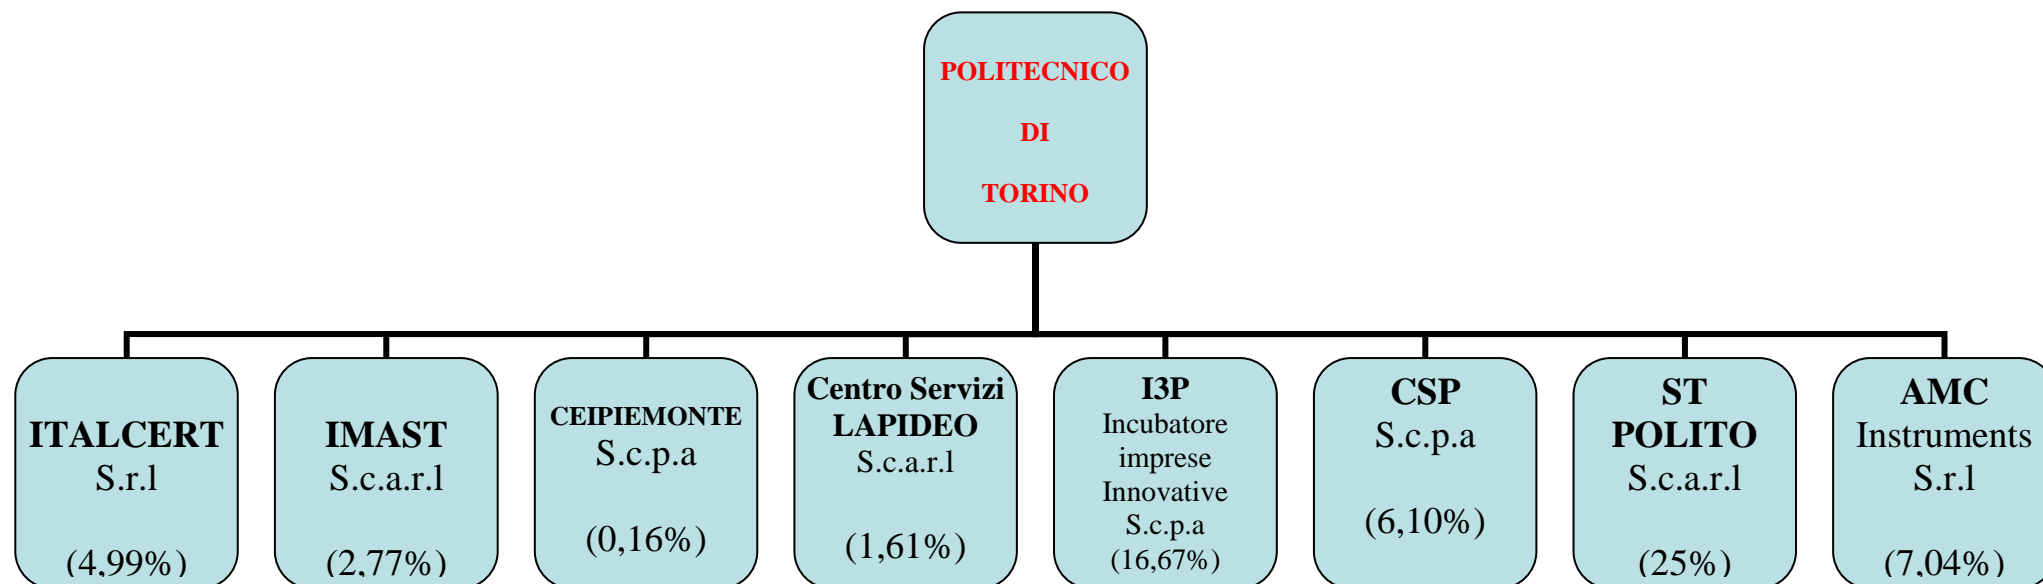 POLITECNICO
DI
TORINO
ITALCERT
S.r.l
(4,99%)
IMAST
S.c.a.r.l
(2,77%)
CEIPIEMONTE
S.c.p.a
(0,16%)
Centro Servizi
LAPIDEO
S.c.a.r.l
(1,61%)
I3P
Incubatore
imprese
Innovative
S.c.p.a
(16,67%)
CSP
S.c.p.a
(6,10%)
ST
POLITO
S.c.a.r.l
(25%)
AMC
Instruments
S.r.l
(7,04%)